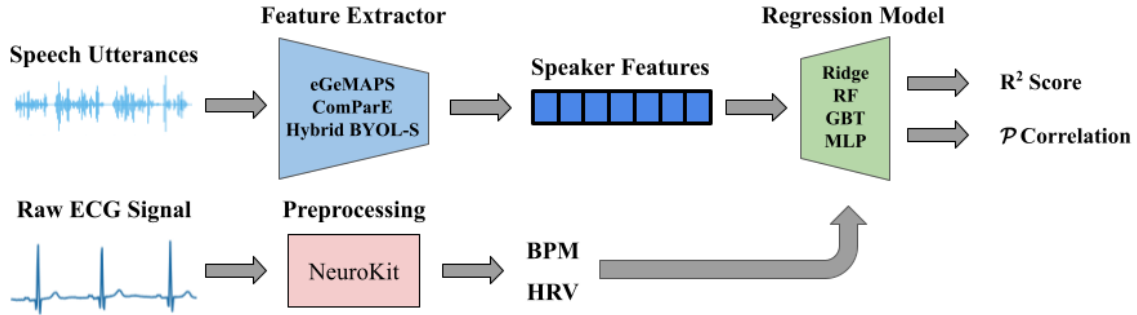 Feature Extractor
Regression Model
Speech Utterances
eGeMAPS
ComParE
Hybrid BYOL-S
Speaker Features
Ridge
RF
GBT
MLP
R² Score
𝒫 Correlation
Raw ECG Signal
Preprocessing
NeuroKit
BPM
HRV